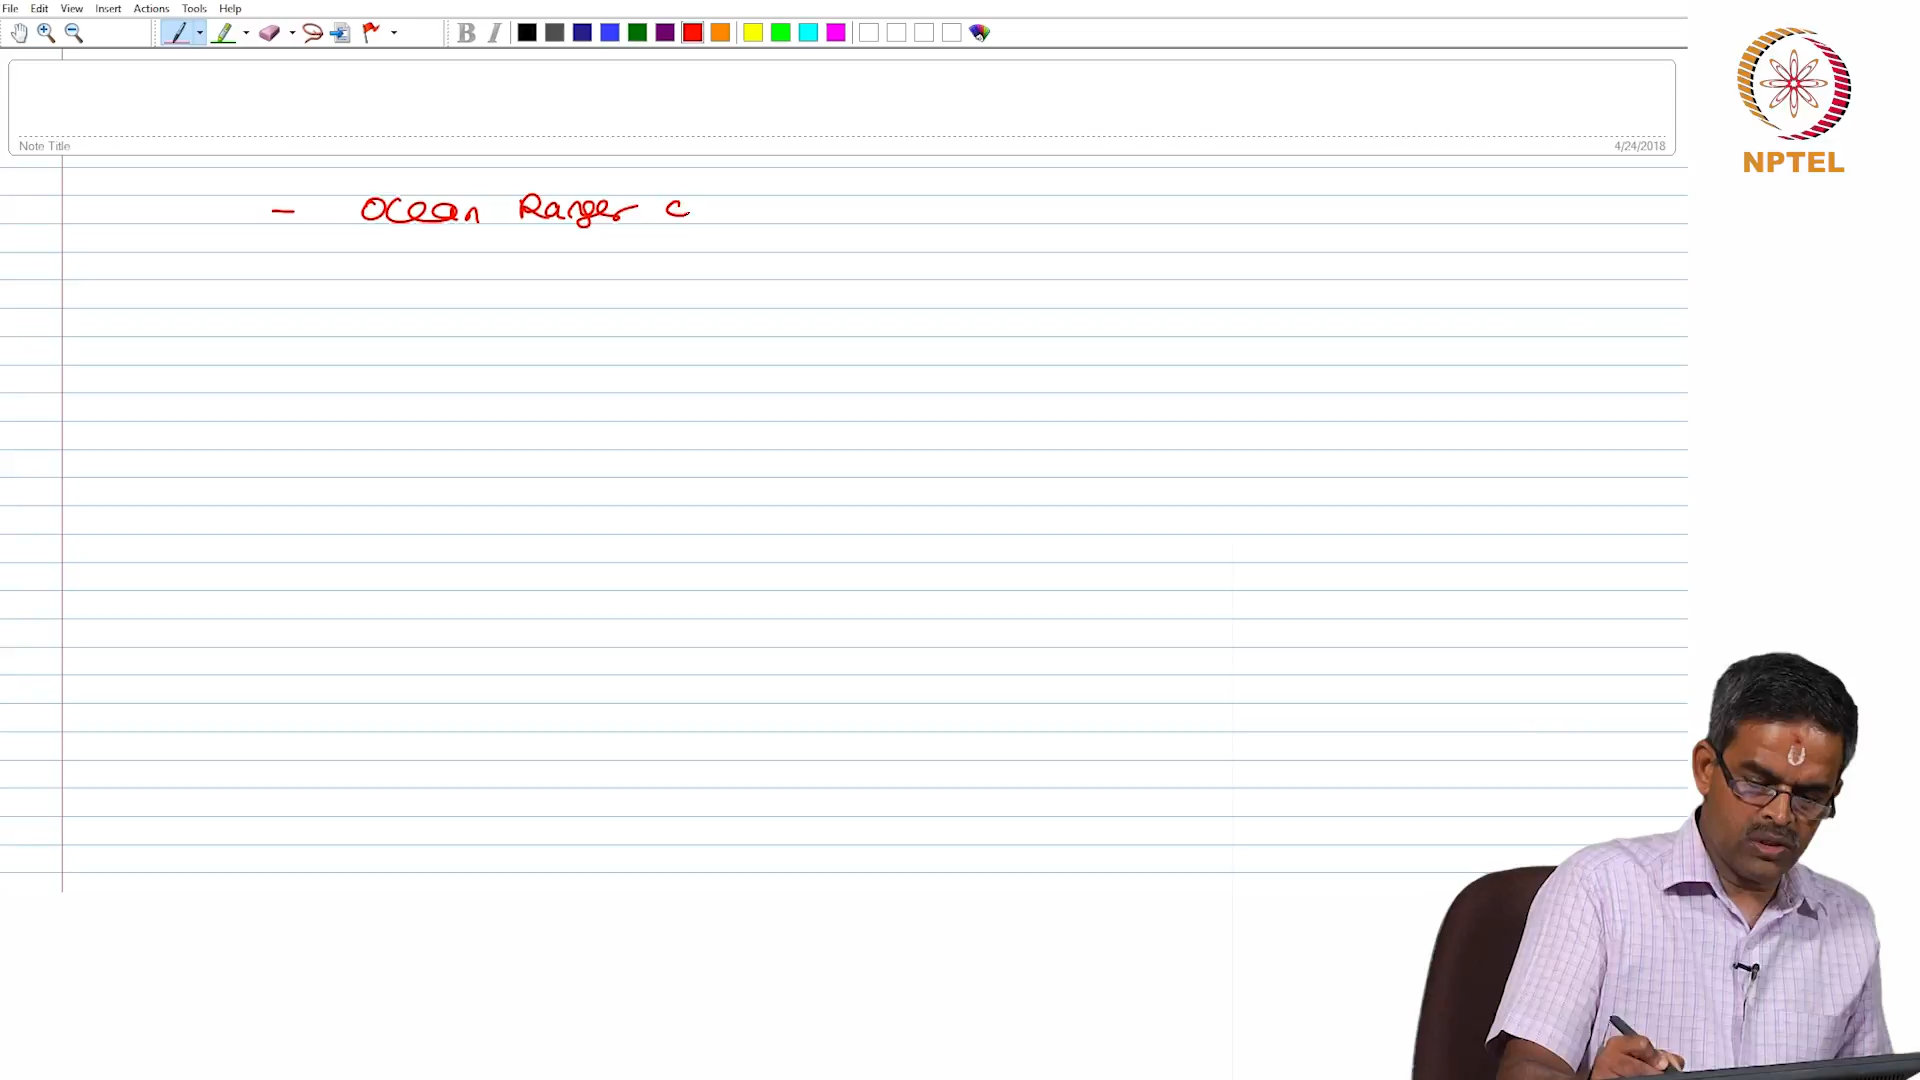 File Edit View Insert Actions Tools Help
B I
Note Title
4/24/2018
- Ocean Ranger c
NPTEL